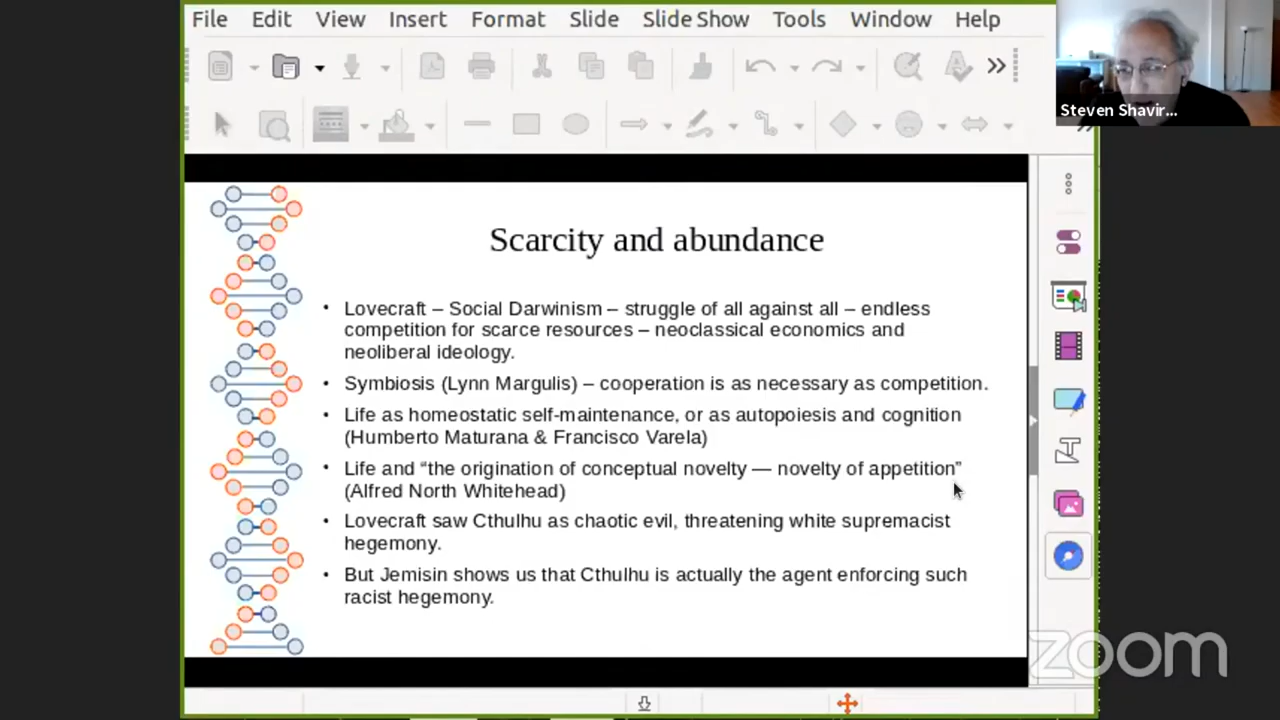 File Edit View Insert Format Slide Slide Show Tools Window Help
Steven Shavir...
Scarcity and abundance
• Lovecraft – Social Darwinism – struggle of all against all – endless
competition for scarce resources – neoclassical economics and
neoliberal ideology.
• Symbiosis (Lynn Margulis) – cooperation is as necessary as competition.
• Life as homeostatic self-maintenance, or as autopoiesis and cognition
(Humberto Maturana & Francisco Varela)
• Life and “the origination of conceptual novelty — novelty of appetition”
(Alfred North Whitehead)
• Lovecraft saw Cthulhu as chaotic evil, threatening white supremacist
hegemony.
• But Jemisin shows us that Cthulhu is actually the agent enforcing such
racist hegemony.
zoom